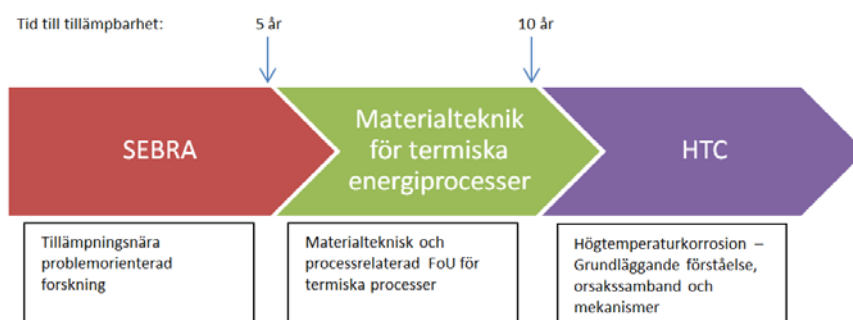 Tid till tillämpbarhet: 5 år 10 år
SEBRA
Materialteknik
för termiska
energiprocesser
HTC
Tillämpningsnära
problemorienterad
forskning
Materialteknisk och
processrelaterad FoU för
termiska processer
Högtemperaturkorrosion –
Grundläggande förståelse,
orsakssamband och
mekanismer